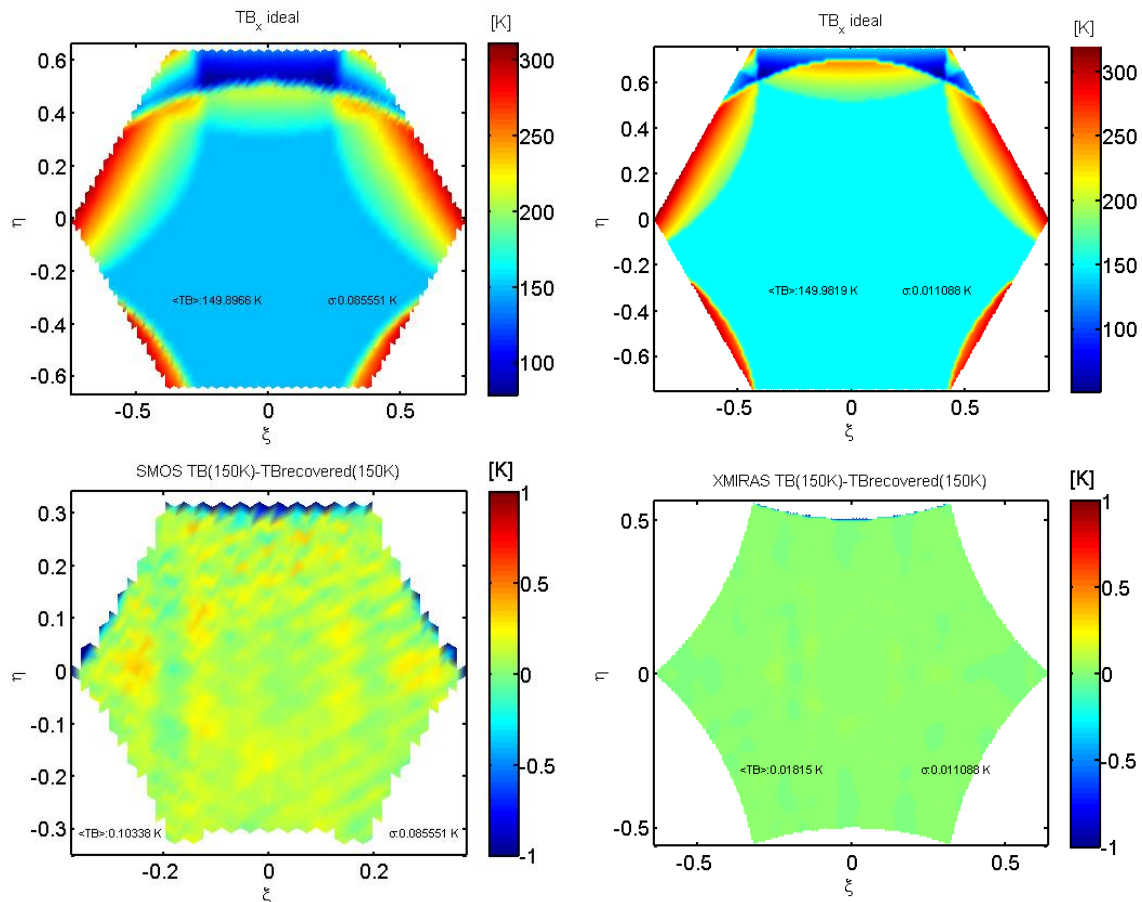 TBx ideal
[K]
0.6
0.4
0.2
0
-0.2
-0.4
-0.6
η
<TB>:149.8966 K
σ:0.085551 K
-0.5
0
0.5
ξ
300
250
200
150
100
TBx ideal
[K]
0.6
0.4
0.2
0
-0.2
-0.4
-0.6
η
<TB>:149.9819 K
σ:0.011088 K
-0.5
0
0.5
ξ
300
250
200
150
100
SMOS TB(150K)-TBrecovered(150K)
[K]
0.3
0.2
0.1
0
-0.1
-0.2
-0.3
η
<TB>:0.10338 K
σ:0.085551 K
-0.2
0
0.2
ξ
1
0.5
0
-0.5
-1
XMIRAS TB(150K)-TBrecovered(150K)
[K]
0.5
0
-0.5
η
<TB>:0.01815 K
σ:0.011088 K
-0.5
0
0.5
ξ
1
0.5
0
-0.5
-1